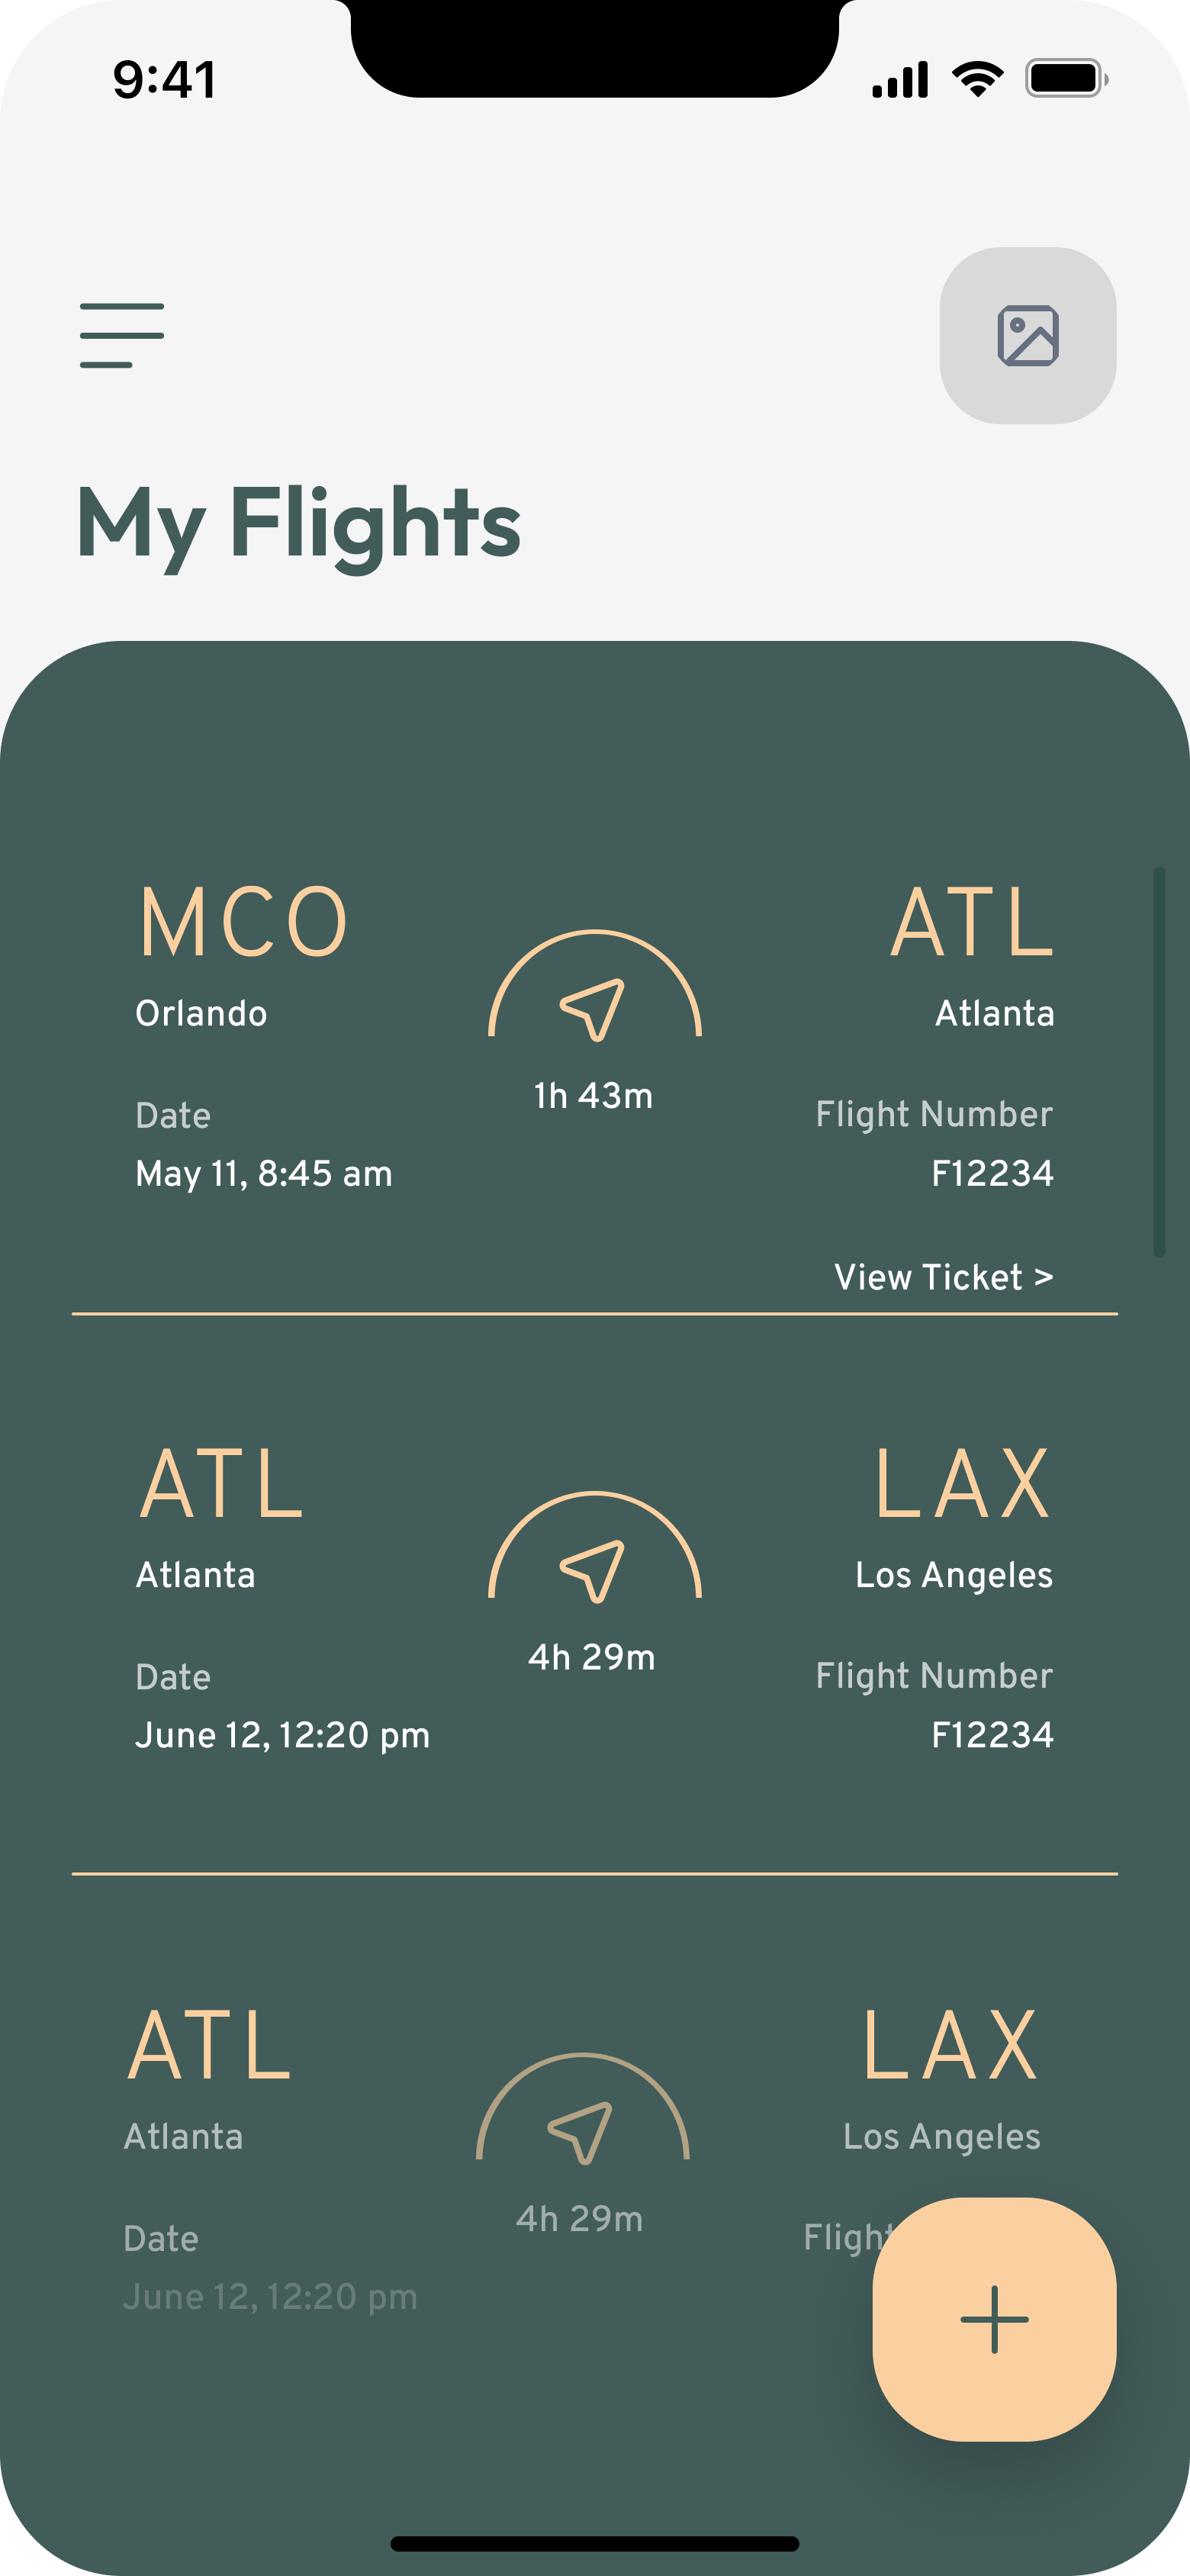 9:41
My Flights
MCO ATL
Orlando Atlanta
1h 43m
Date Flight Number
May 11, 8:45 am F12234
View Ticket >
ATL LAX
Atlanta Los Angeles
4h 29m
Date Flight Number
June 12, 12:20 pm F12234
ATL LAX
Atlanta Los Angeles
4h 29m
Date Flight
June 12, 12:20 pm